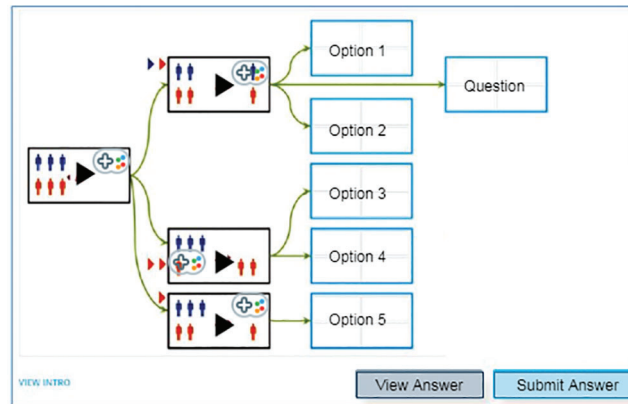 Option 1
Question
Option 2
Option 3
Option 4
Option 5
VIEW INTRO
View Answer
Submit Answer